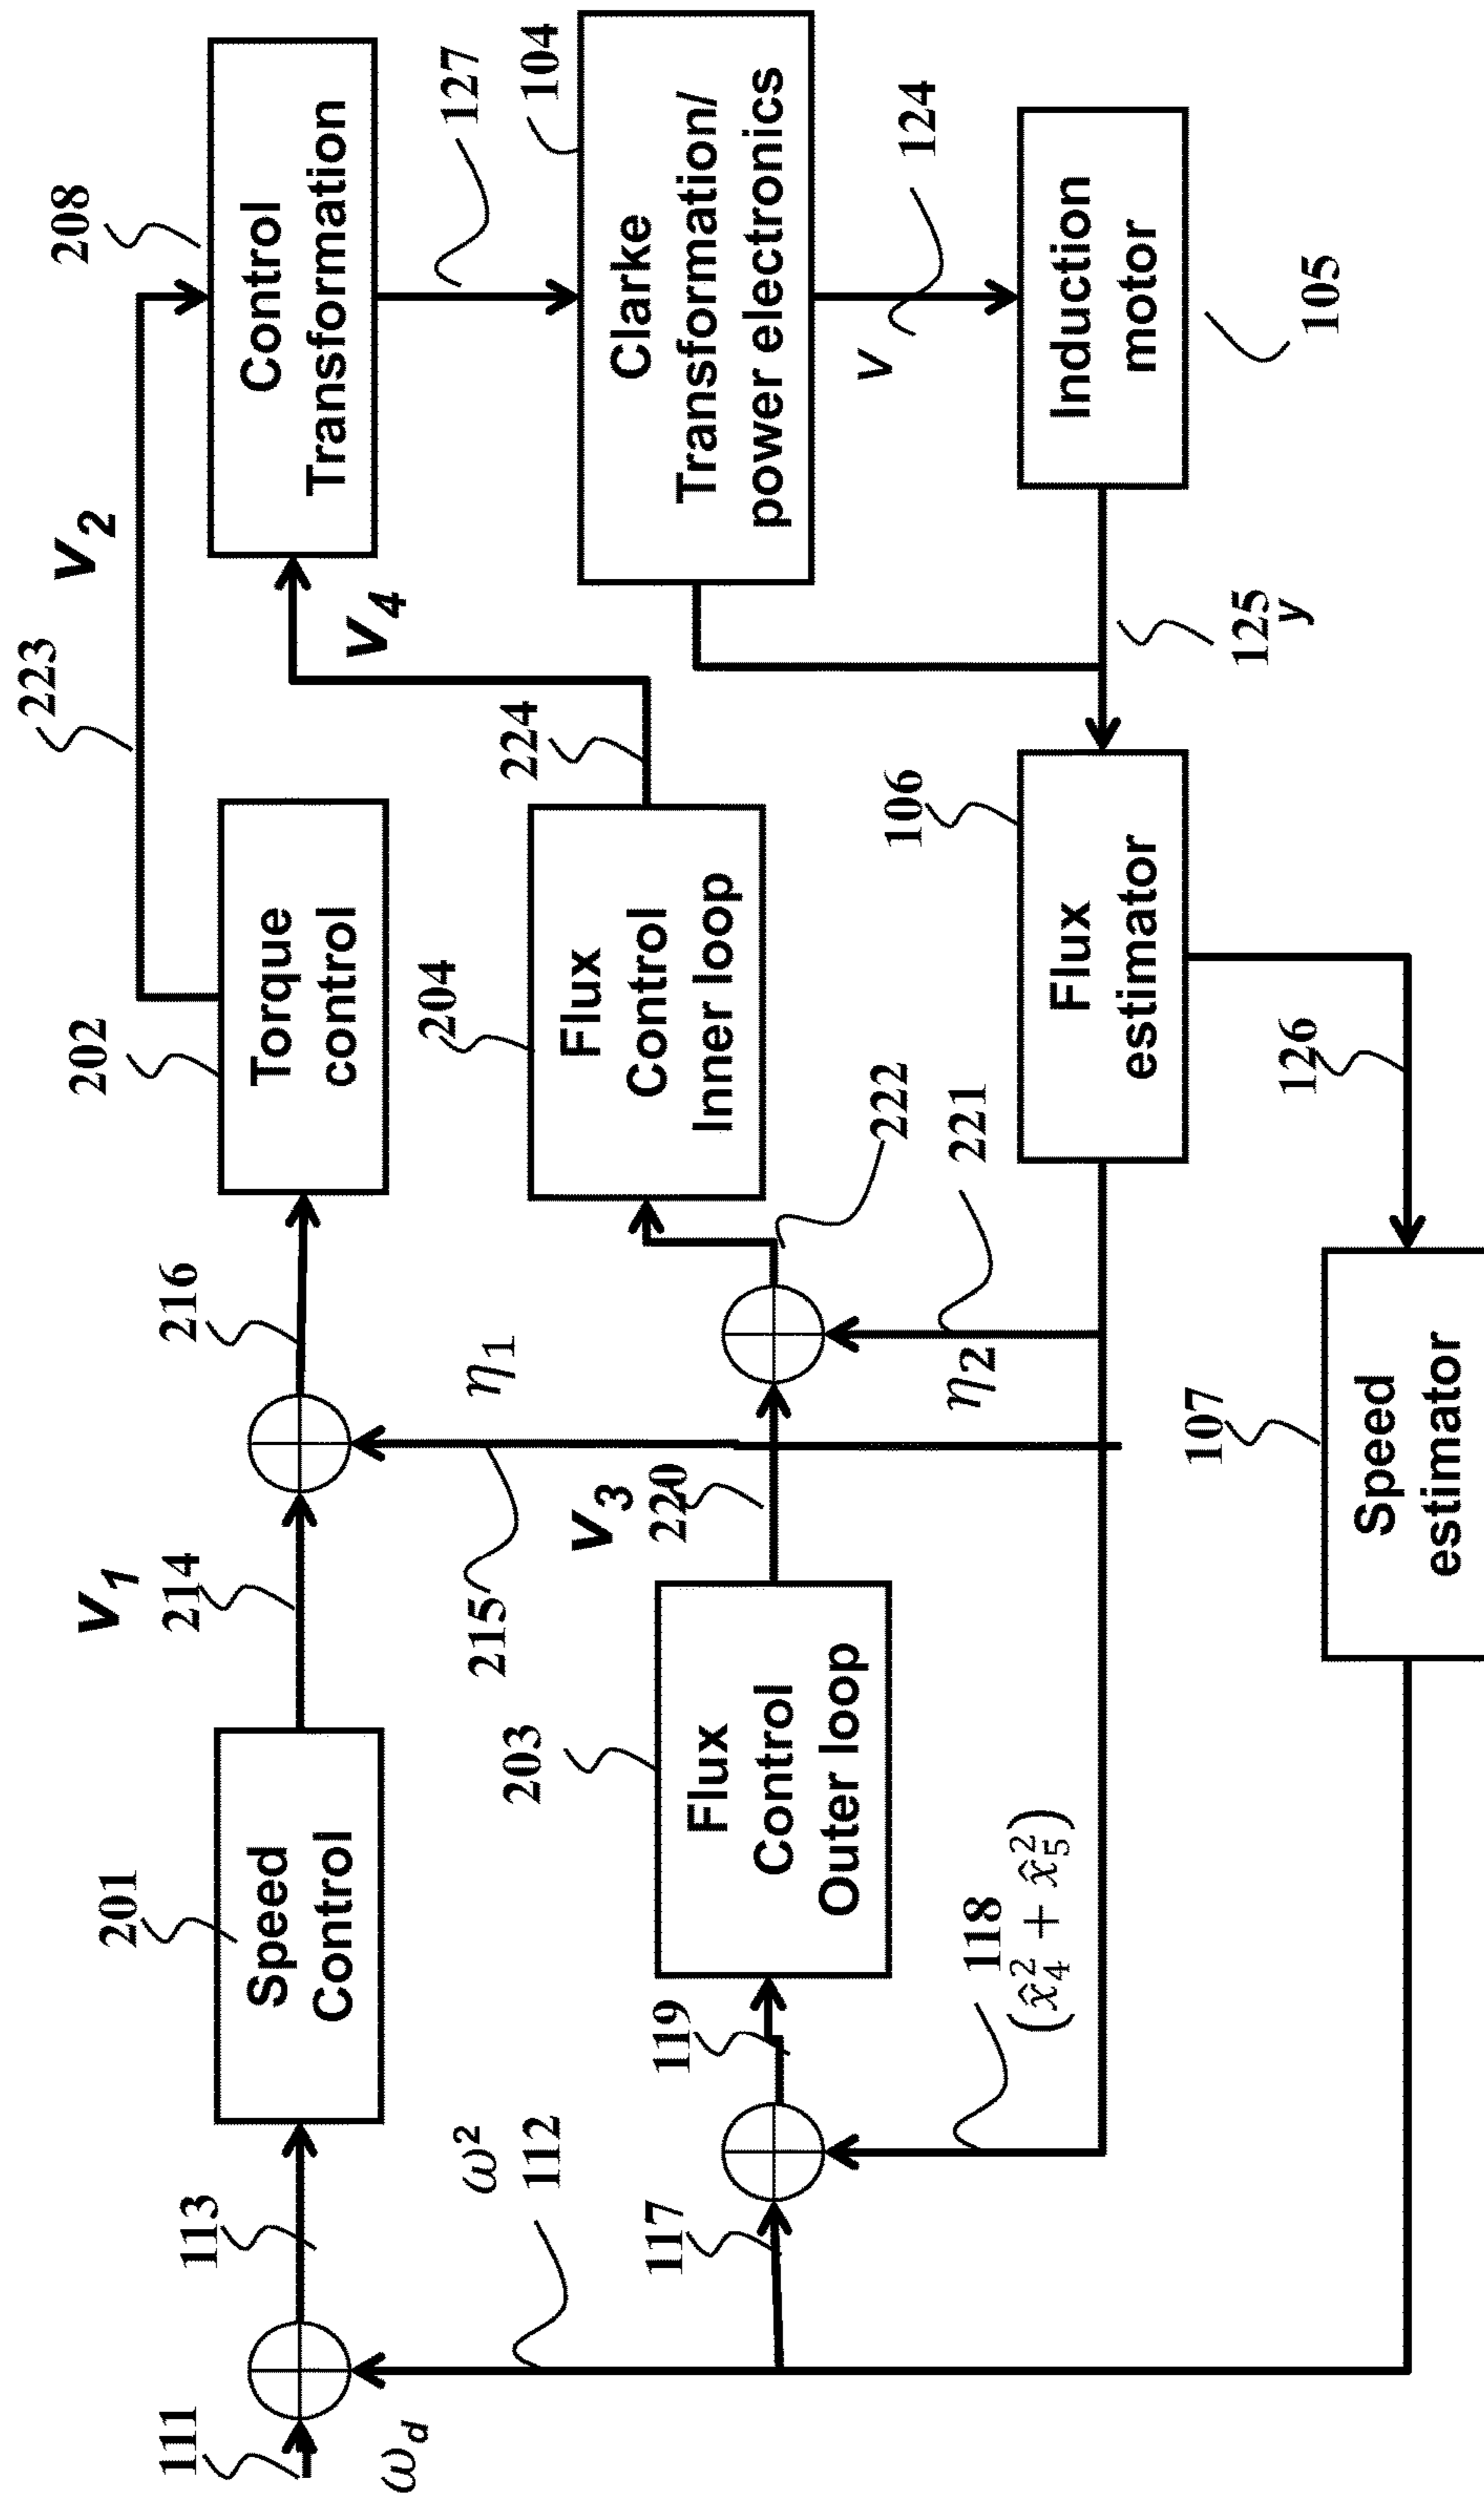 111
ω_d
113
201
Speed
Control
V₁
214
216
202
Torque
control
223
V₂
208
Control
Transformation
127
ω²
112
117
119
203
Flux
Control
Outer loop
V₃
220
215
η₁
222
204
Flux
Control
Inner loop
224
V₄
104
Clarke
Transformation/
power electronics
V
124
118
(x̂₄² + x̂₅²)
η₂
221
106
Flux
estimator
125
y
Induction
motor
105
126
107
Speed
estimator